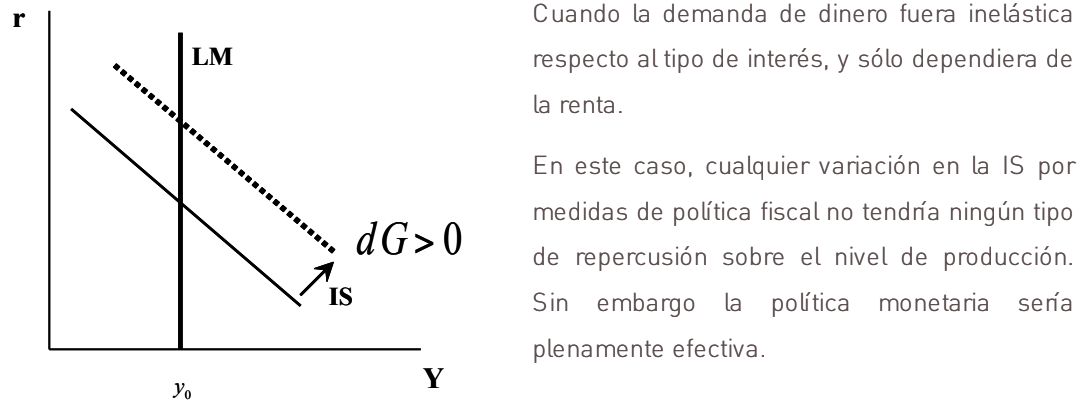 r
LM
dG > 0
IS
Y
y₀
Cuando la demanda de dinero fuera inelástica
respecto al tipo de interés, y sólo dependiera de
la renta.
En este caso, cualquier variación en la IS por
medidas de política fiscal no tendría ningún tipo
de repercusión sobre el nivel de producción.
Sin embargo la política monetaria sería
plenamente efectiva.